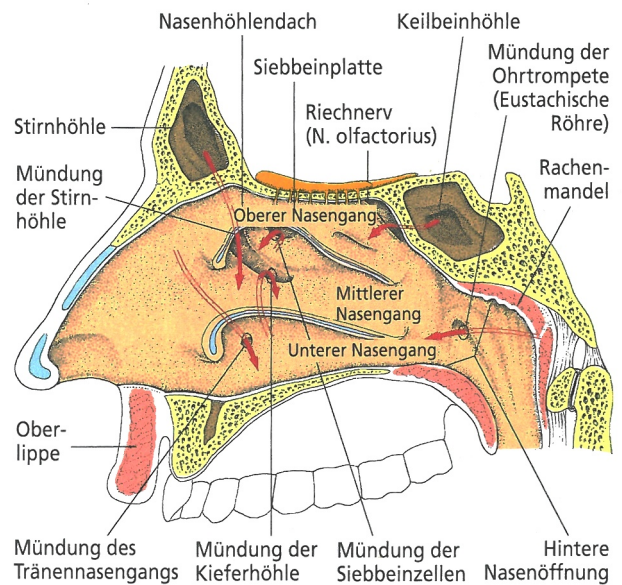 Nasenhöhlendach
Keilbeinhöhle
Siebbeinplatte
Mündung der
Ohrtrompete
(Eustachische
Röhre)
Riechnerv
(N. olfactorius)
Stirnhöhle
Rachen-
mandel
Mündung
der Stirn-
höhle
Oberer Nasengang
Mittlerer
Nasengang
Unterer Nasengang
Ober-
lippe
Mündung des
Tränennasengangs
Mündung der
Kieferhöhle
Mündung der
Siebbeinzellen
Hintere
Nasenöffnung